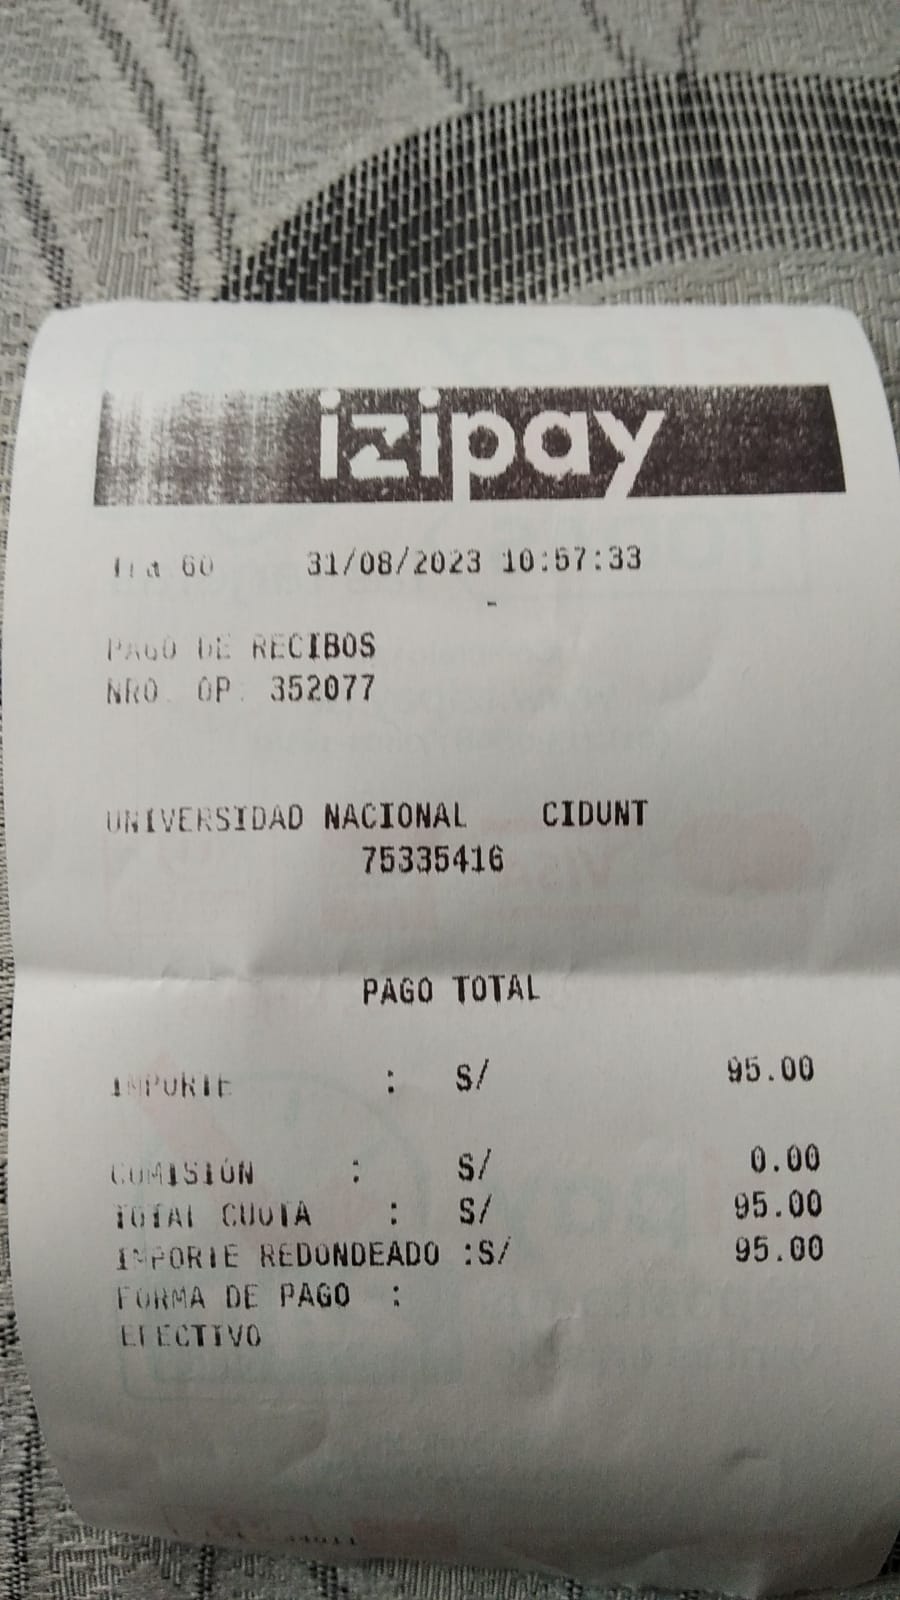 izipay
60 31/08/2023 10:57:33
-
PAGO DE RECIBOS
NRO. OP: 352077
UNIVERSIDAD NACIONAL CIDUNT
75335416
PAGO TOTAL
IMPORTE : S/ 95.00
COMISIÓN : S/ 0.00
TOTAL CUOTA : S/ 95.00
IMPORTE REDONDEADO :S/ 95.00
FORMA DE PAGO :
EFECTIVO